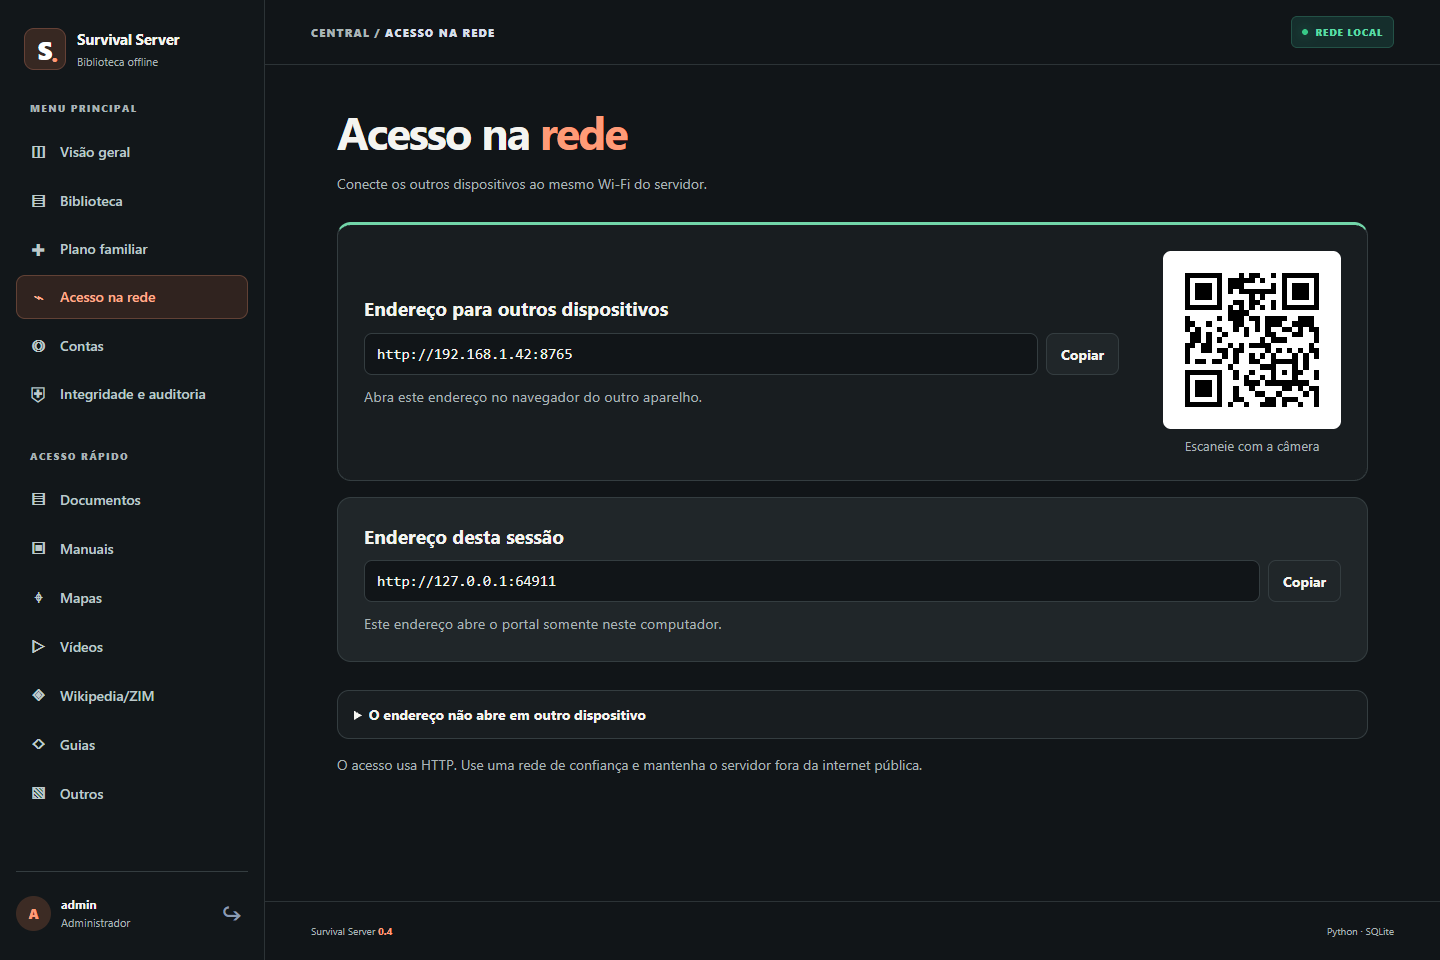 S.
Survival Server
Biblioteca offline
MENU PRINCIPAL
Visão geral
Biblioteca
Plano familiar
Acesso na rede
Contas
Integridade e auditoria
ACESSO RÁPIDO
Documentos
Manuais
Mapas
Vídeos
Wikipedia/ZIM
Guias
Outros
A
admin
Administrador
CENTRAL / ACESSO NA REDE
REDE LOCAL
Acesso na rede
Conecte os outros dispositivos ao mesmo Wi-Fi do servidor.
Endereço para outros dispositivos
http://192.168.1.42:8765
Copiar
Abra este endereço no navegador do outro aparelho.
Escaneie com a câmera
Endereço desta sessão
http://127.0.0.1:64911
Copiar
Este endereço abre o portal somente neste computador.
O endereço não abre em outro dispositivo
O acesso usa HTTP. Use uma rede de confiança e mantenha o servidor fora da internet pública.
Survival Server 0.4
Python · SQLite